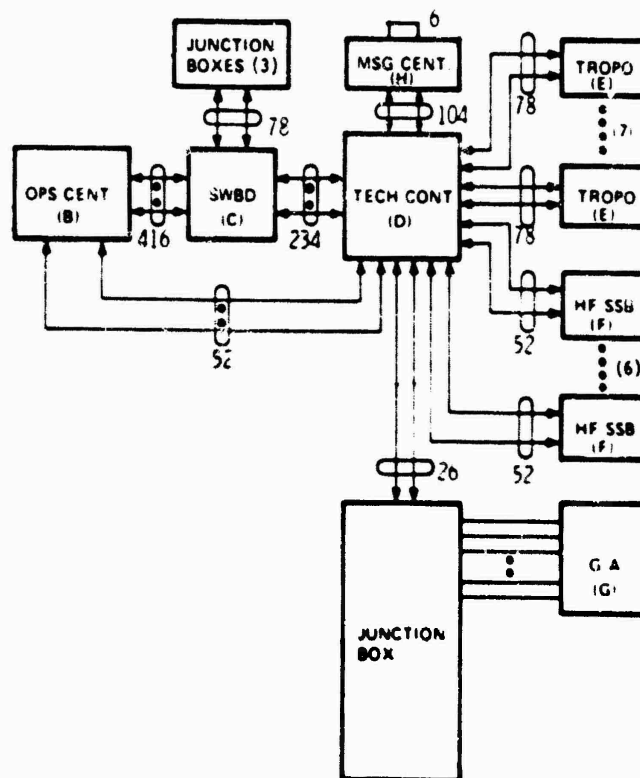 6
JUNCTION
BOXES (3)
MSG CENT.
(H)
TROPO
(E)
78
104
78
(7)
OPS CENT
(B)
SWBD
(C)
TECH CONT
(D)
TROPO
(E)
416
234
78
HF SSB
(F)
52
52
(6)
HF SSB
(F)
26
52
G A
(G)
JUNCTION
BOX